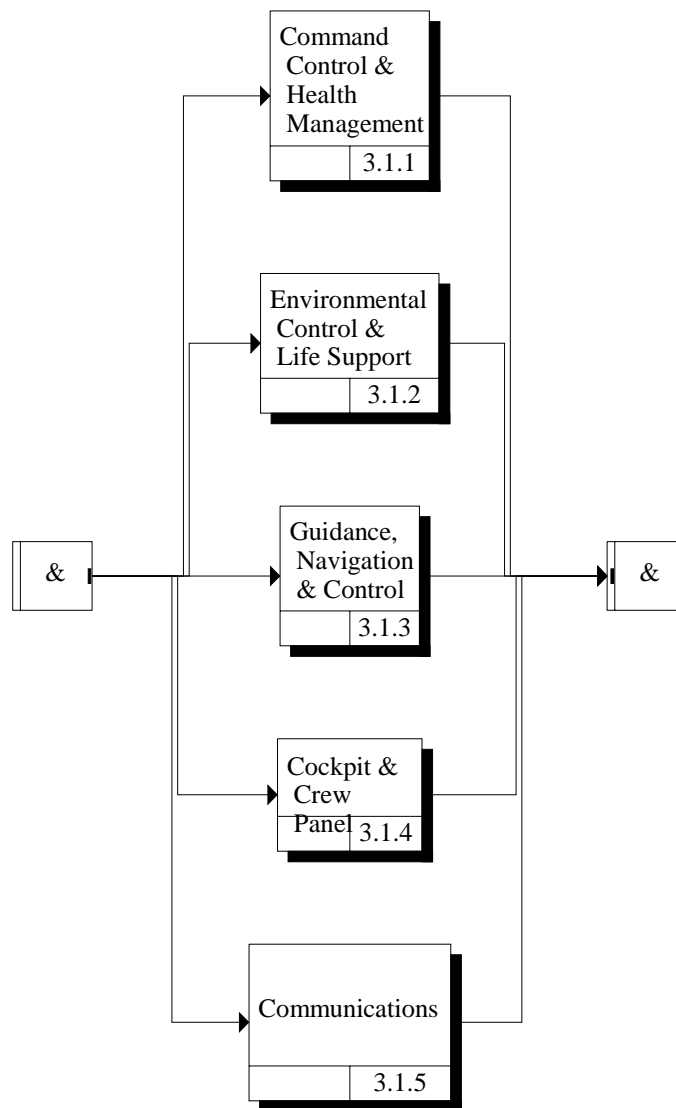 Command
Control &
Health
Management
3.1.1
Environmental
Control &
Life Support
3.1.2
&
Guidance,
Navigation
& Control
3.1.3
&
Cockpit &
Crew
Panel
3.1.4
Communications
3.1.5